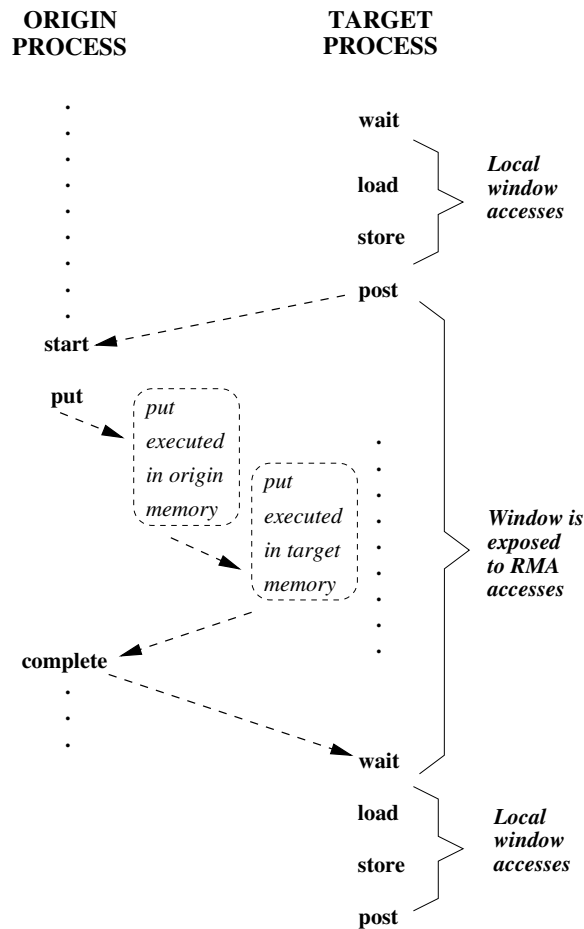 ORIGIN
PROCESS
TARGET
PROCESS
wait
load
store
Local
window
accesses
post
start
put
put
executed
in origin
memory
put
executed
in target
memory
Window is
exposed
to RMA
accesses
complete
wait
load
store
post
Local
window
accesses